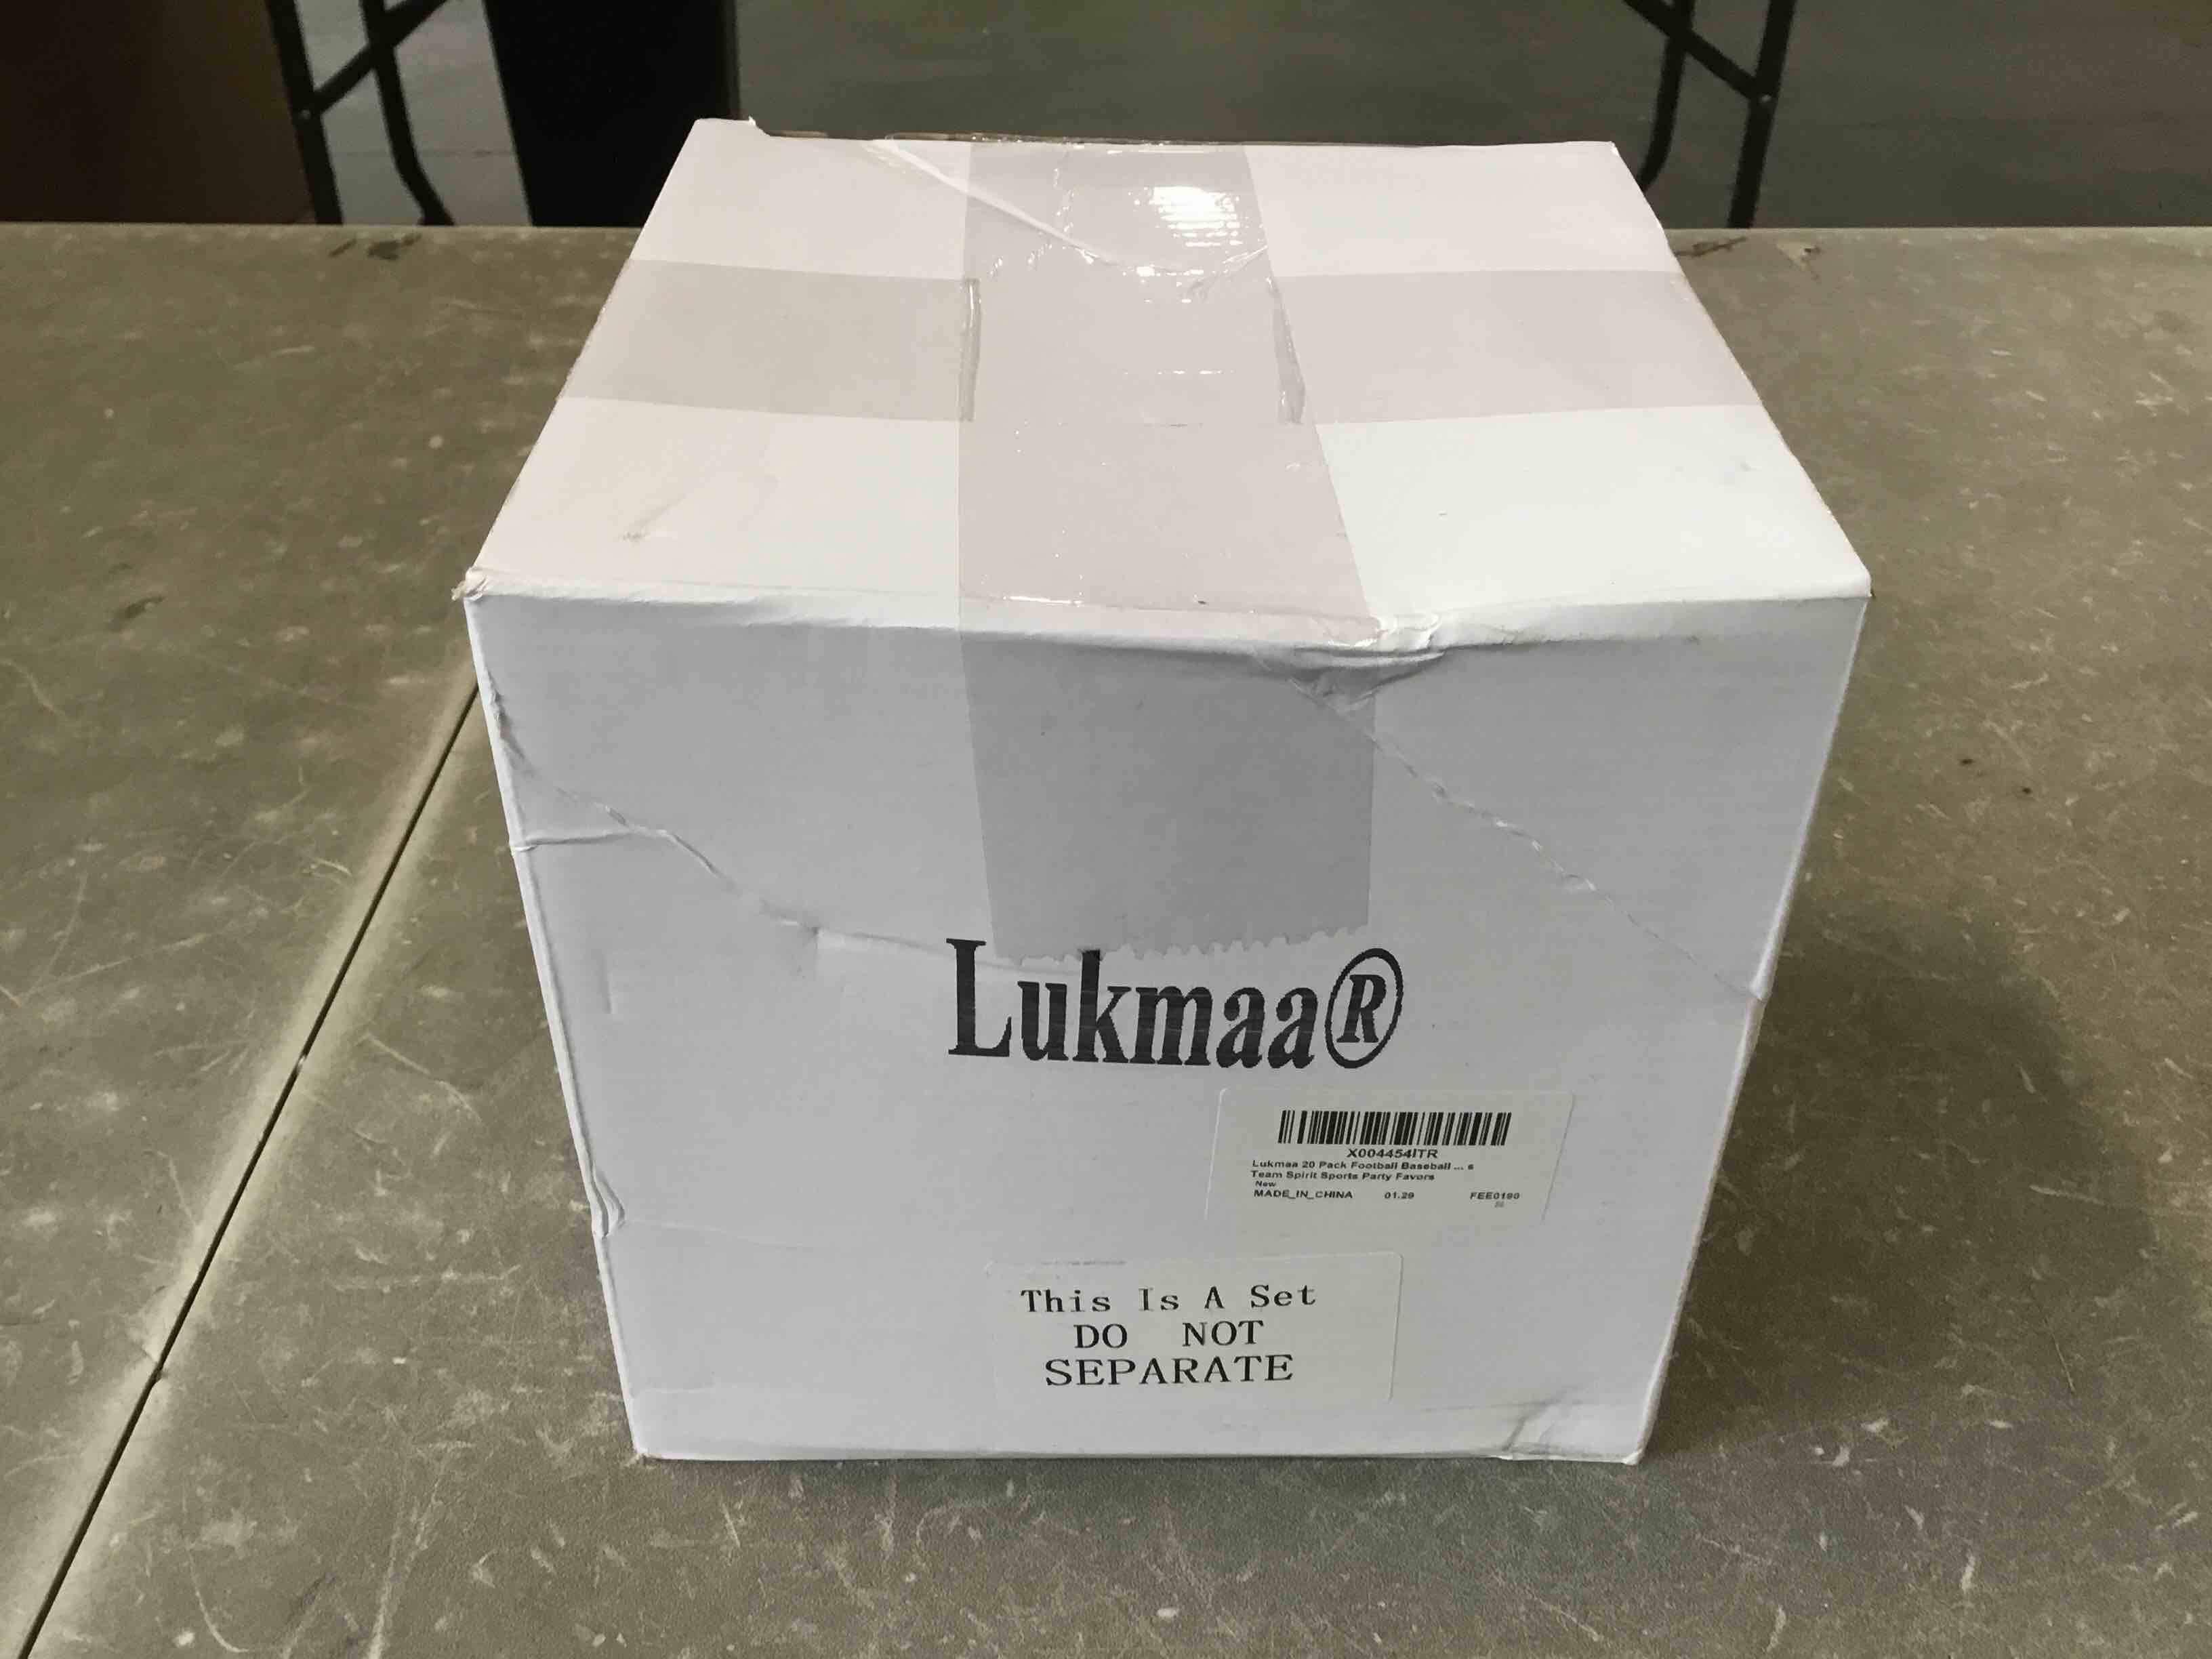 Lukmaa®
X004454ITR
Lukmaa 20 Pack Football Baseball ... s
Team Spirit Sports Party Favors
New
MADE_IN_CHINA 01.29 FEE0190
This Is A Set
DO NOT
SEPARATE